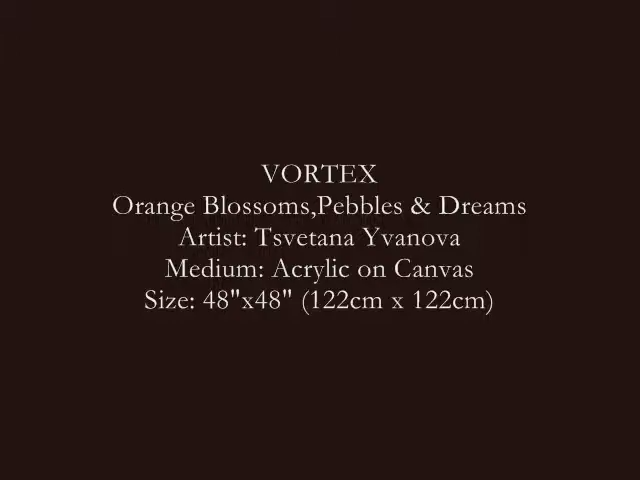 VORTEX
Orange Blossoms,Pebbles & Dreams
Artist: Tsvetana Yvanova
Medium: Acrylic on Canvas
Size: 48"x48" (122cm x 122cm)